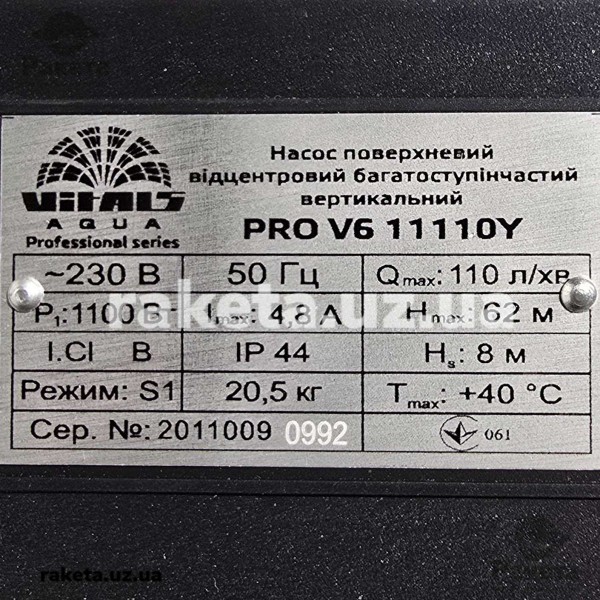 Raketa
VITALS
AQUA
Professional series
Насос поверхневий
відцентровий багатоступінчастий
вертикальний
PRO V6 11110Y
~230 В 50 Гц Qmax: 110 л/хв
P₁:1100 В Imax: 4,8 А Hmax: 62 м
I.Cl B IP 44 Hs: 8 м
Режим: S1 20,5 кг Tmax: +40 °C
Сер. №: 2011009 0992 061
raketa.uz.ua
raketa.uz.ua
Raketa